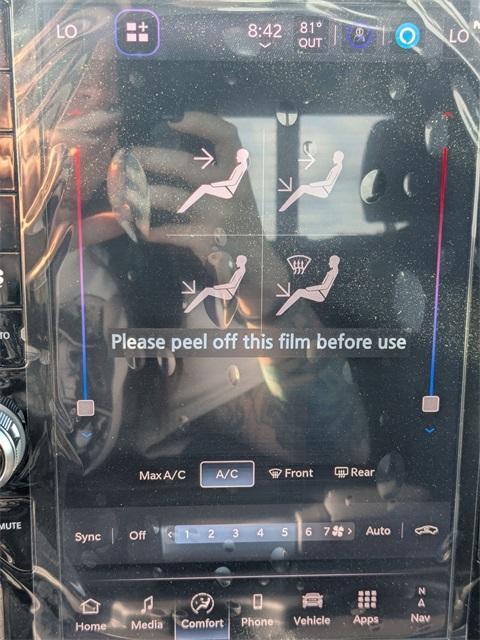 LO 8:42 81° OUT LO
Please peel off this film before use
Max A/C A/C Front Rear
Sync Off 1 2 3 4 5 6 7 Auto
MUTE
Home Media Comfort Phone Vehicle Apps Nav
N
A